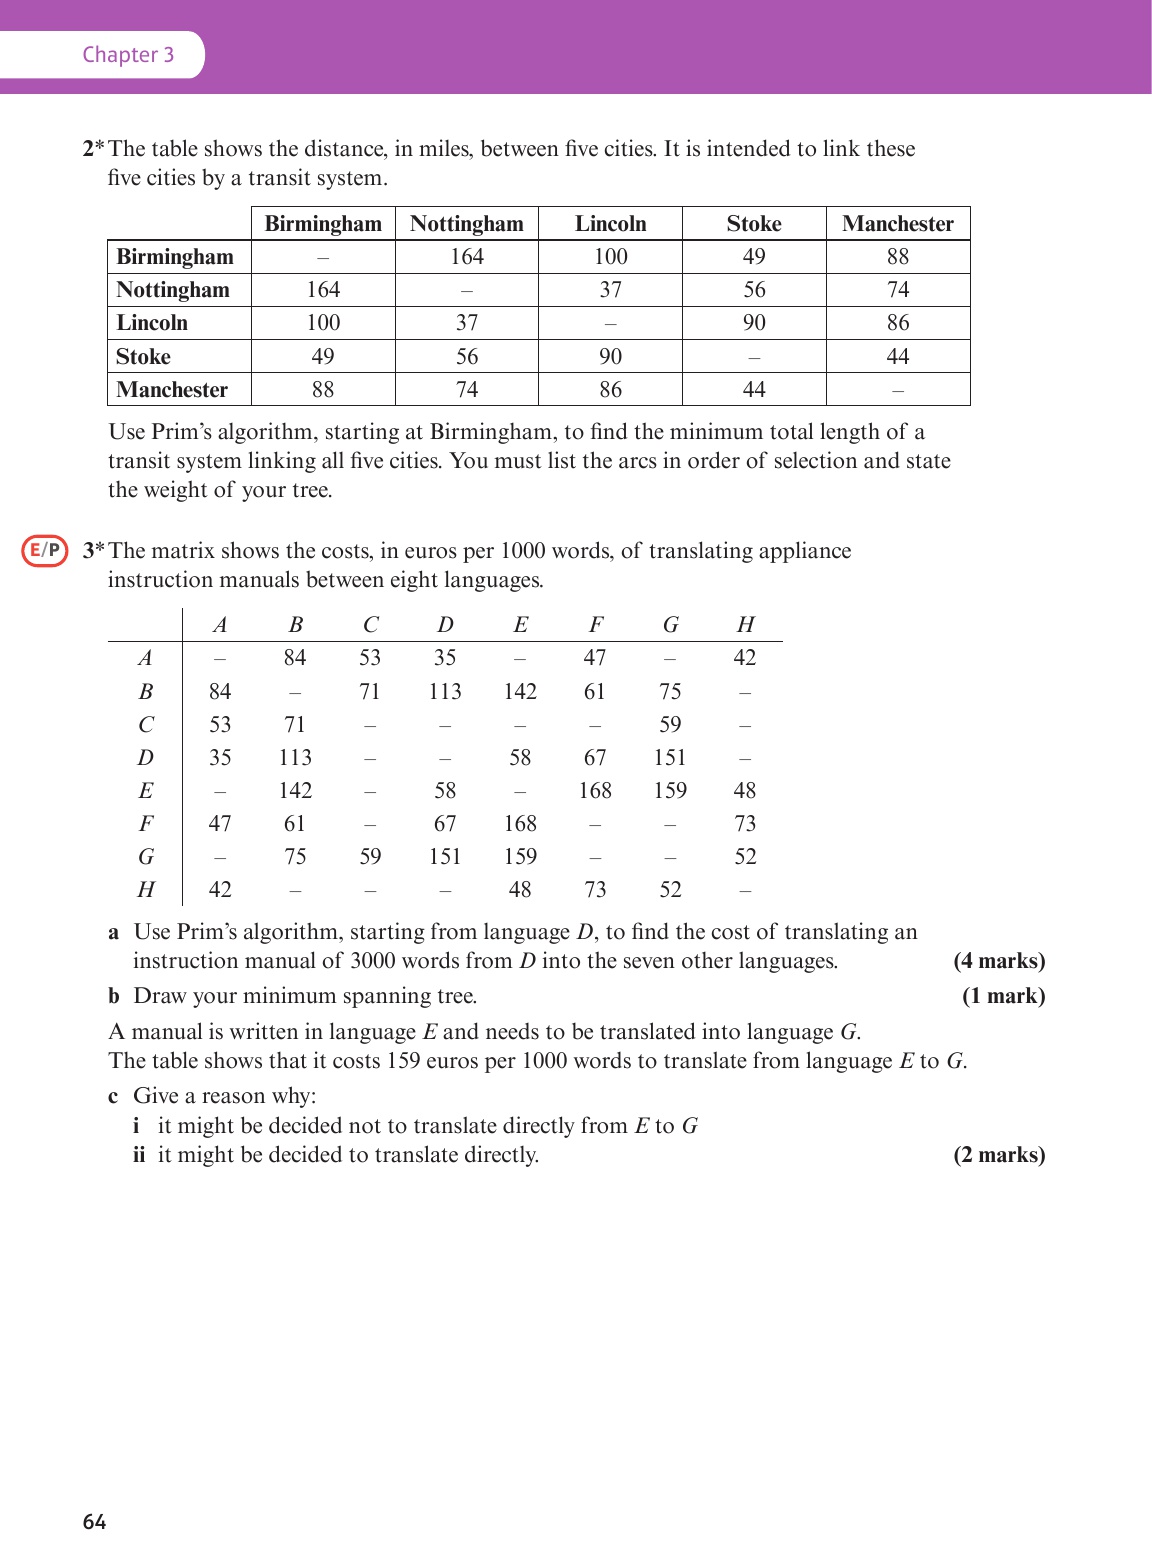 Chapter 3
2* The table shows the distance, in miles, between five cities. It is intended to link these
five cities by a transit system.
Birmingham Nottingham Lincoln Stoke Manchester
Birmingham – 164 100 49 88
Nottingham 164 – 37 56 74
Lincoln 100 37 – 90 86
Stoke 49 56 90 – 44
Manchester 88 74 86 44 –
Use Prim's algorithm, starting at Birmingham, to find the minimum total length of a
transit system linking all five cities. You must list the arcs in order of selection and state
the weight of your tree.
E/P 3* The matrix shows the costs, in euros per 1000 words, of translating appliance
instruction manuals between eight languages.
A B C D E F G H
A – 84 53 35 – 47 – 42
B 84 – 71 113 142 61 75 –
C 53 71 – – – – 59 –
D 35 113 – – 58 67 151 –
E – 142 – 58 – 168 159 48
F 47 61 – 67 168 – – 73
G – 75 59 151 159 – – 52
H 42 – – – 48 73 52 –
a Use Prim's algorithm, starting from language D, to find the cost of translating an
instruction manual of 3000 words from D into the seven other languages. (4 marks)
b Draw your minimum spanning tree. (1 mark)
A manual is written in language E and needs to be translated into language G.
The table shows that it costs 159 euros per 1000 words to translate from language E to G.
c Give a reason why:
i it might be decided not to translate directly from E to G
ii it might be decided to translate directly. (2 marks)
64